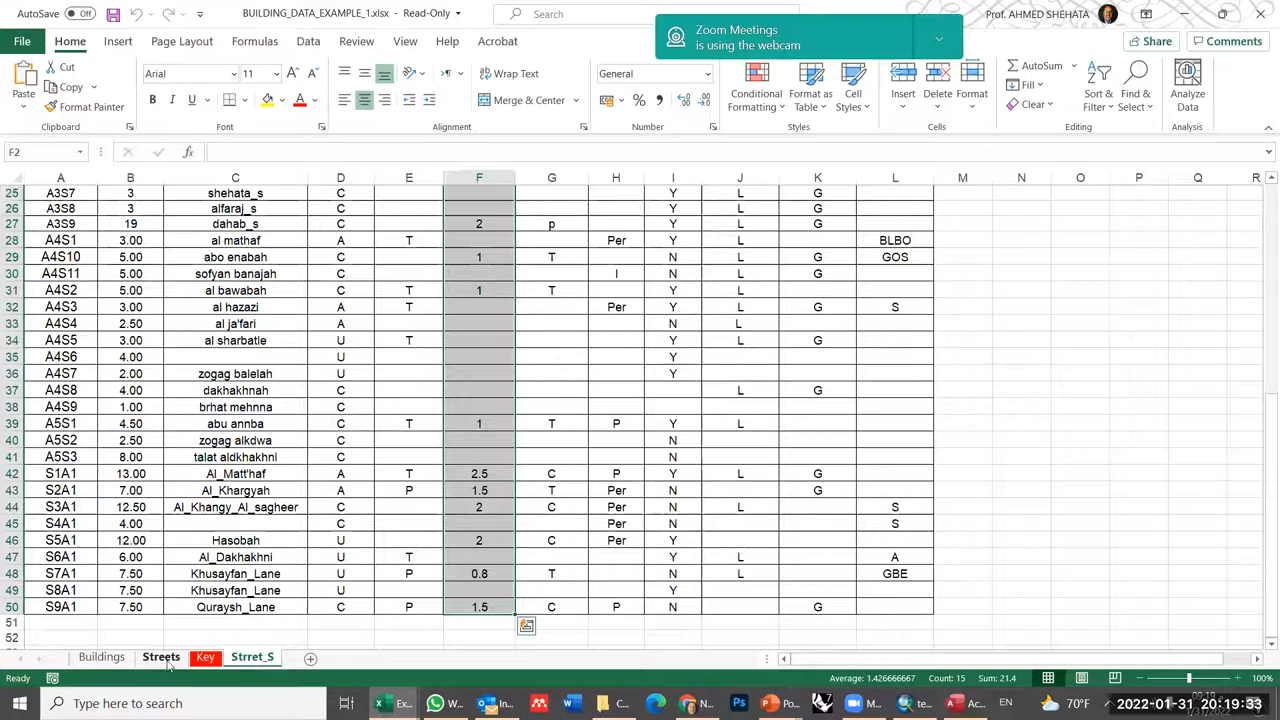 AutoSave Off BUILDING_DATA_EXAMPLE_1.xlsx - Read-Only Search Prof. AHMED SHEHATA
Zoom Meetings
is using the webcam
File Home Insert Page Layout Formulas Data Review View Help Acrobat Share Comments
Paste Cut Copy Format Painter
Arial 11 A A
B I U A
Wrap Text
Merge & Center
General
% ,
Conditional Formatting Format as Table Cell Styles
Insert Delete Format
AutoSum Fill Clear
Sort & Filter Find & Select
Analyze Data
Clipboard Font Alignment Number Styles Cells Editing Analysis
F2 fx
A B C D E F G H I J K L M N O P Q R
25 A3S7 3 shehata_s C Y L G
26 A3S8 3 alfaraj_s C Y L G
27 A3S9 19 dahab_s C 2 p Y L G
28 A4S1 3.00 al mathaf A T Per Y L BLBO
29 A4S10 5.00 abo enabah C 1 T N L G GOS
30 A4S11 5.00 sofyan banajah C I N L G
31 A4S2 5.00 al bawabah C T 1 T Y L
32 A4S3 3.00 al hazazi A T Per Y L G S
33 A4S4 2.50 al ja'fari A N L
34 A4S5 3.00 al sharbatle U T Y L G
35 A4S6 4.00 U Y
36 A4S7 2.00 zogag balelah U Y
37 A4S8 4.00 dakhakhnah C L G
38 A4S9 1.00 brhat mehnna C
39 A5S1 4.50 abu annba C T 1 T P Y L
40 A5S2 2.50 zogag alkdwa C N
41 A5S3 8.00 talat aldkhakhni C N
42 S1A1 13.00 Al_Matt'haf A T 2.5 C P Y L G
43 S2A1 7.00 Al_Khargyah A P 1.5 T Per N G
44 S3A1 12.50 Al_Khangy_Al_sagheer C 2 C Per N L S
45 S4A1 4.00 C Per N S
46 S5A1 12.00 Hasobah U 2 C Per Y
47 S6A1 6.00 Al_Dakhakhni U T Y L A
48 S7A1 7.50 Khusayfan_Lane U P 0.8 T N L GBE
49 S8A1 7.50 Khusayfan_Lane U Y
50 S9A1 7.50 Quraysh_Lane C P 1.5 C P N G
51
52
Buildings Streets Key Strret_S
Ready Average: 1.426666667 Count: 15 Sum: 21.4 100%
Type here to search Ex... W... In... C... Po... M... te... Ac... 70°F EN
2022-01-31 20:19:33